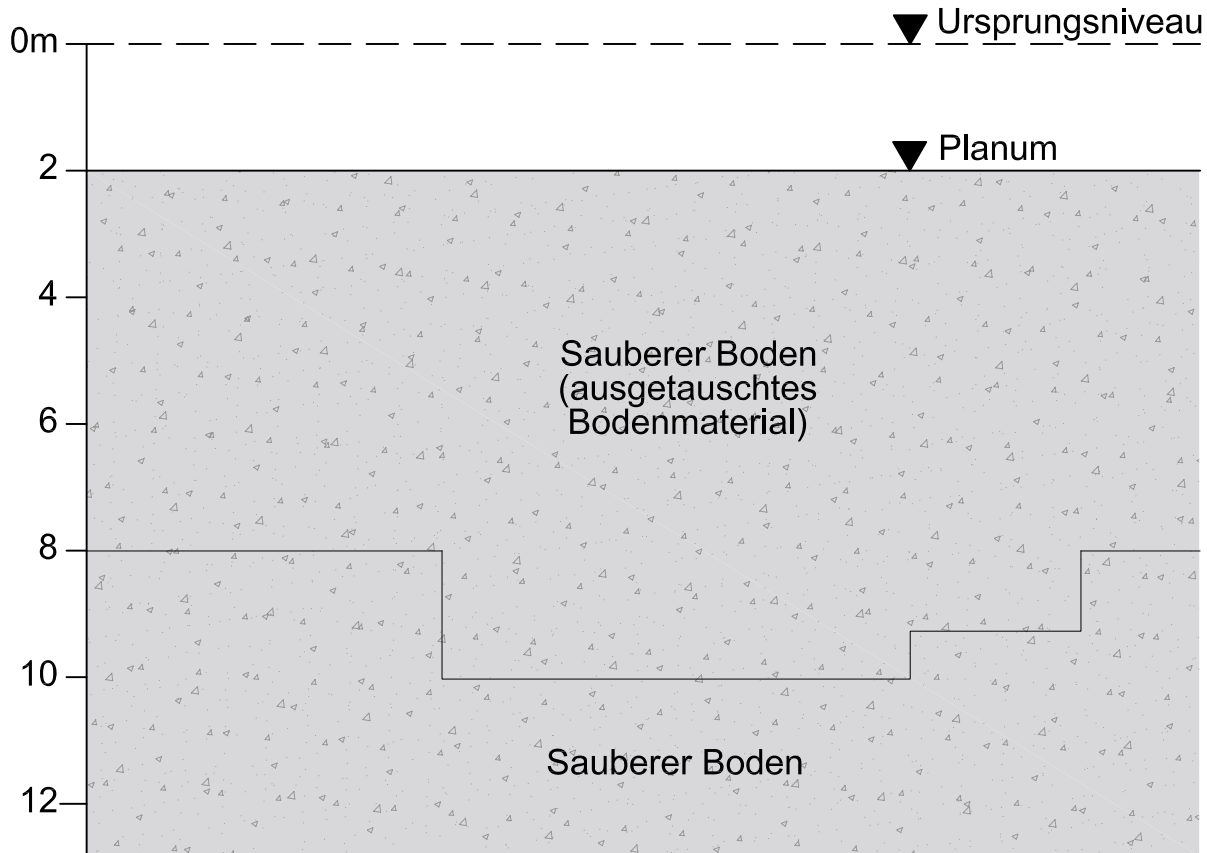 Ursprungsniveau
0m
Planum
2
4
Sauberer Boden
(ausgetauschtes
Bodenmaterial)
6
8
10
Sauberer Boden
12